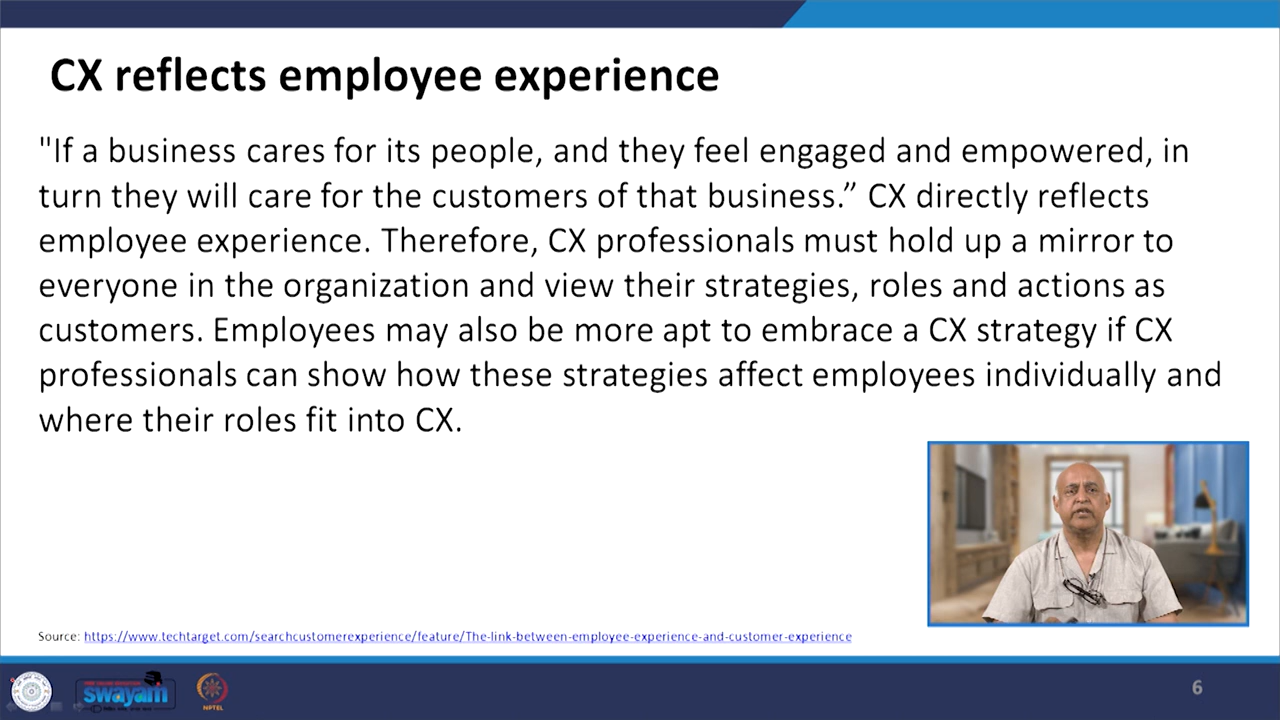 CX reflects employee experience
"If a business cares for its people, and they feel engaged and empowered, in
turn they will care for the customers of that business.” CX directly reflects
employee experience. Therefore, CX professionals must hold up a mirror to
everyone in the organization and view their strategies, roles and actions as
customers. Employees may also be more apt to embrace a CX strategy if CX
professionals can show how these strategies affect employees individually and
where their roles fit into CX.
Source: https://www.techtarget.com/searchcustomerexperience/feature/The-link-between-employee-experience-and-customer-experience
swayam
NPTEL
6